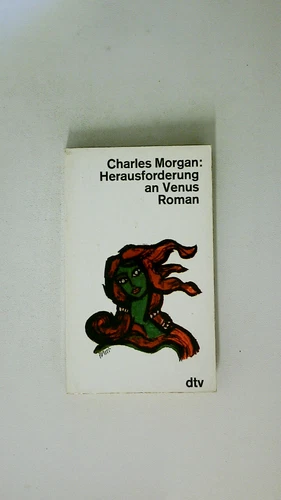 Charles Morgan:
Herausforderung
an Venus
Roman
dtv